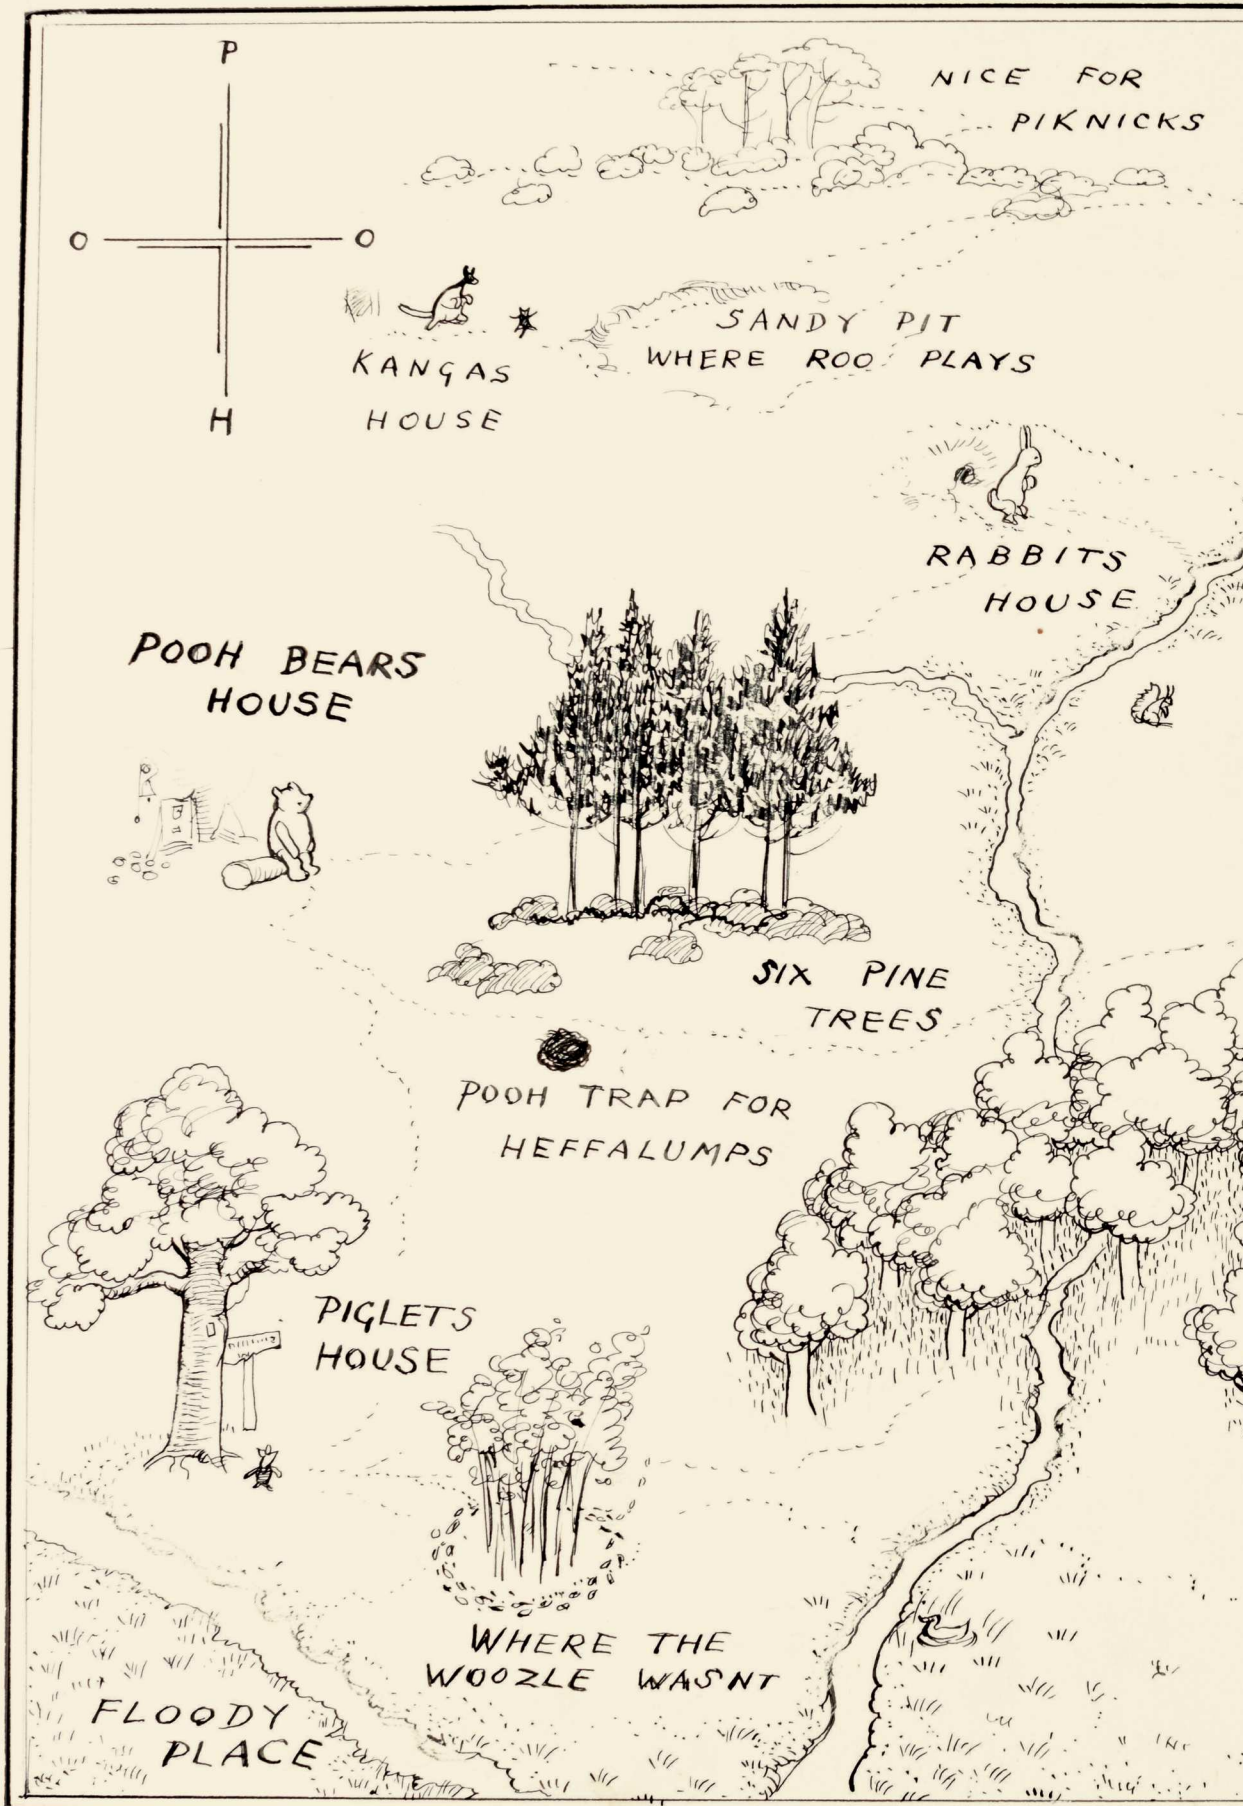 P
NICE FOR
PIKNICKS
O O
SANDY PIT
WHERE ROO PLAYS
KANGAS
HOUSE
H
RABBITS
HOUSE
POOH BEARS
HOUSE
SIX PINE
TREES
POOH TRAP FOR
HEFFALUMPS
PIGLETS
HOUSE
WHERE THE
WOOZLE WASNT
FLOODY
PLACE